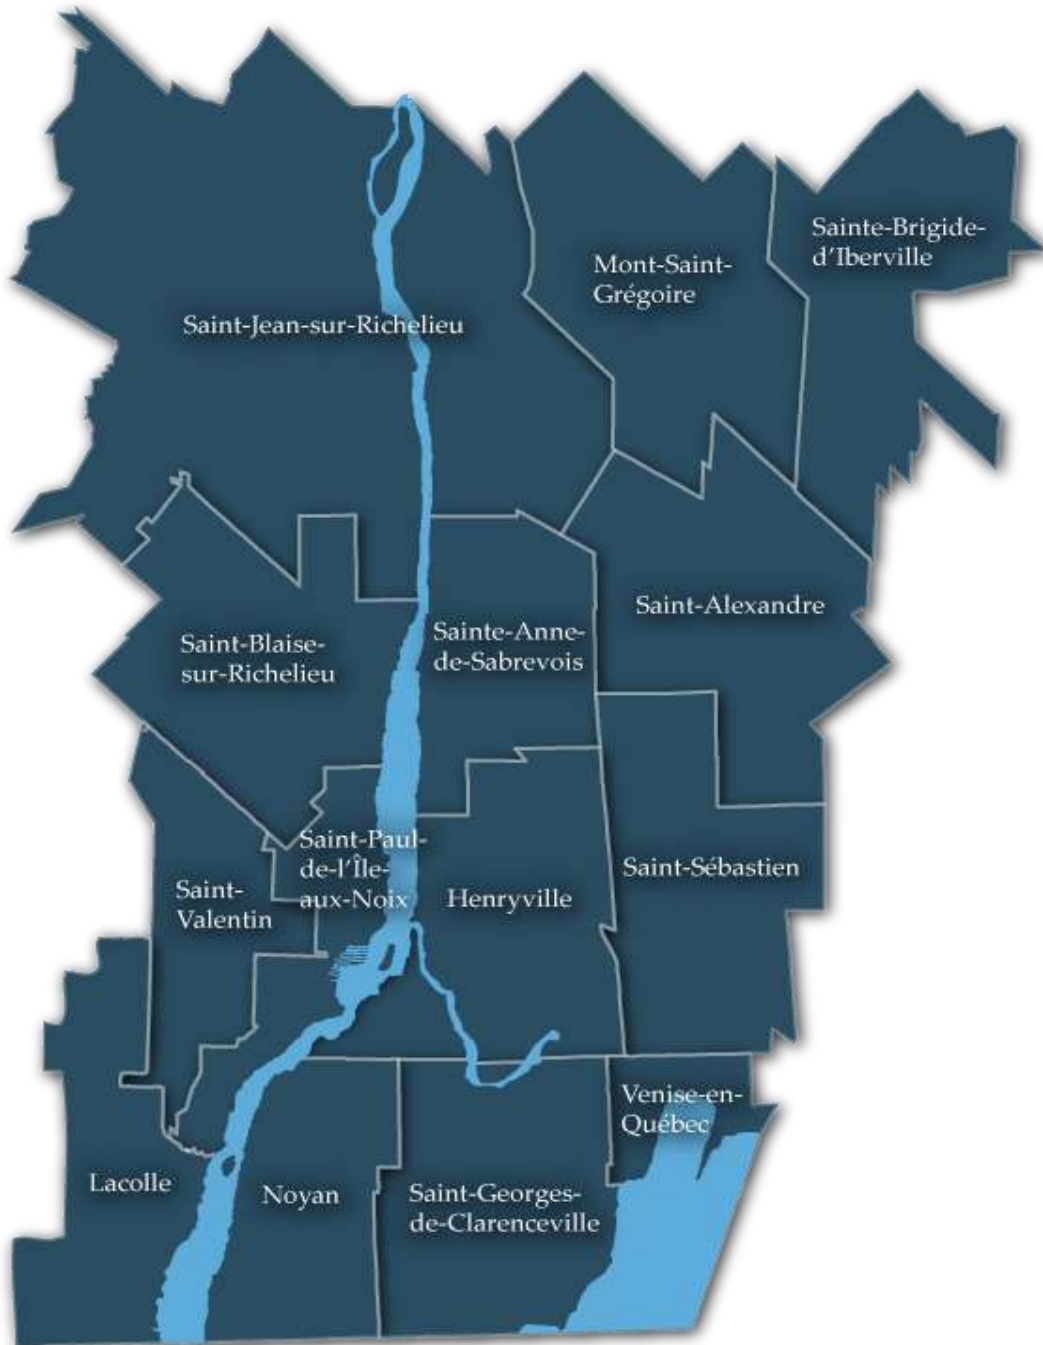 Sainte-Brigide-
d'Iberville
Mont-Saint-
Grégoire
Saint-Jean-sur-Richelieu
Saint-Alexandre
Sainte-Anne-
de-Sabrevois
Saint-Blaise-
sur-Richelieu
Saint-Paul-
de-l'Île-
aux-Noix
Saint-Sébastien
Saint-
Valentin
Henryville
Venise-en-
Québec
Lacolle
Noyan
Saint-Georges-
de-Clarenceville